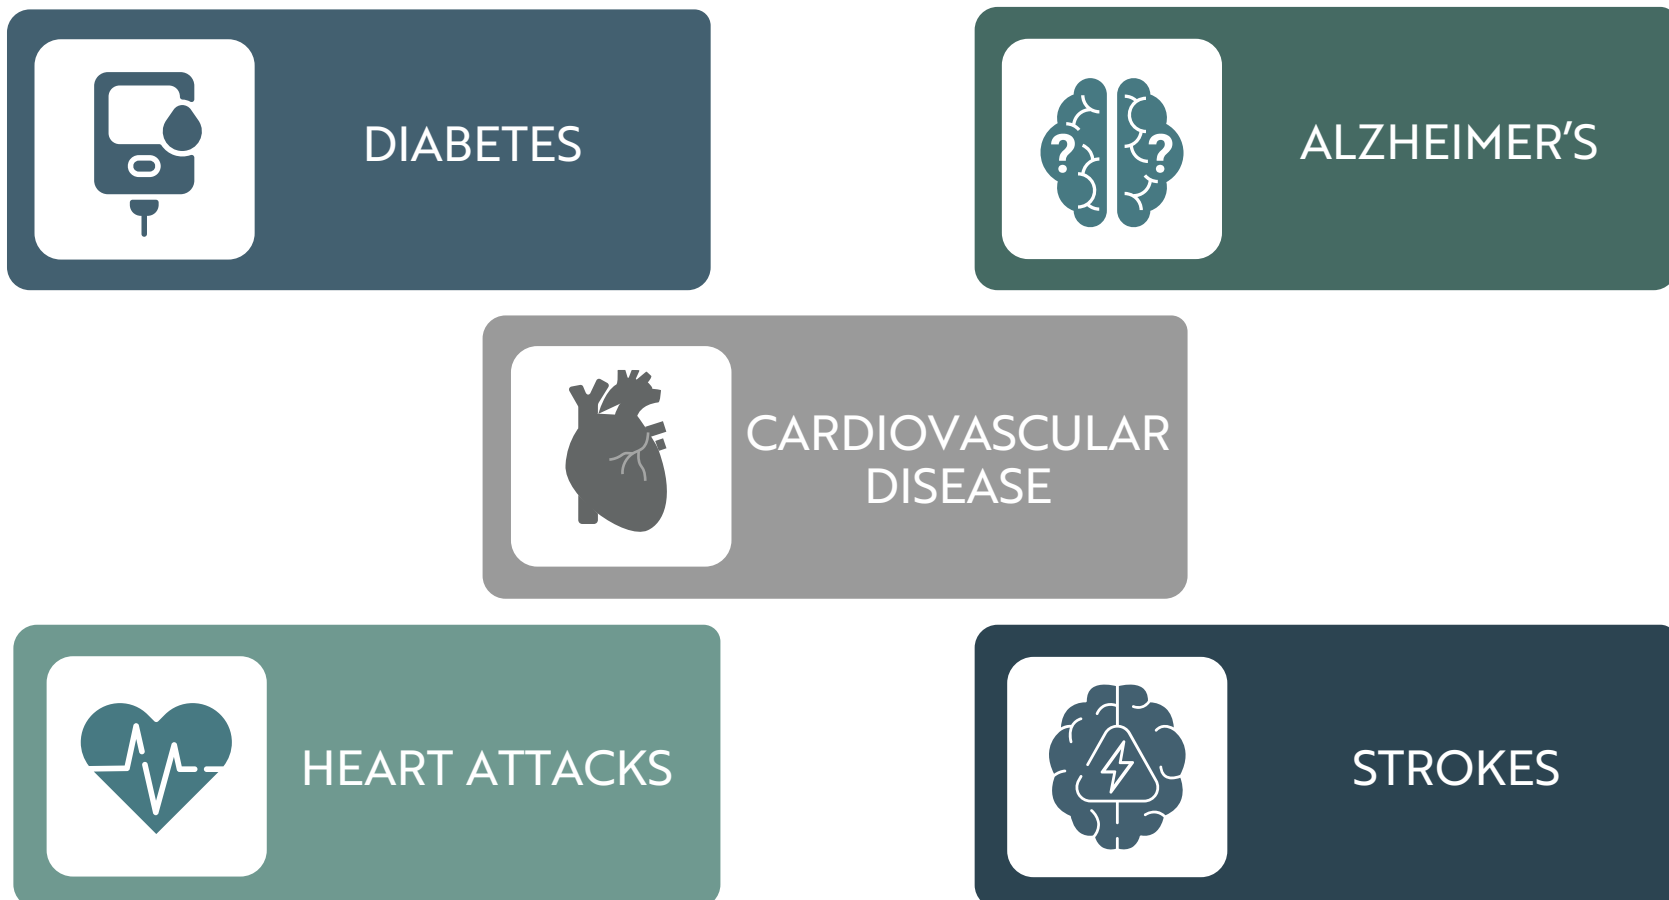 DIABETES
ALZHEIMER’S
? ?
CARDIOVASCULAR
DISEASE
HEART ATTACKS
STROKES